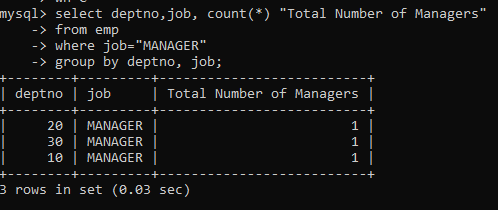 mysql> select deptno,job, count(*) "Total Number of Managers"
    -> from emp
    -> where job="MANAGER"
    -> group by deptno, job;
+--------+---------+--------------------------+
| deptno | job     | Total Number of Managers |
+--------+---------+--------------------------+
|     20 | MANAGER |                        1 |
|     30 | MANAGER |                        1 |
|     10 | MANAGER |                        1 |
+--------+---------+--------------------------+
3 rows in set (0.03 sec)